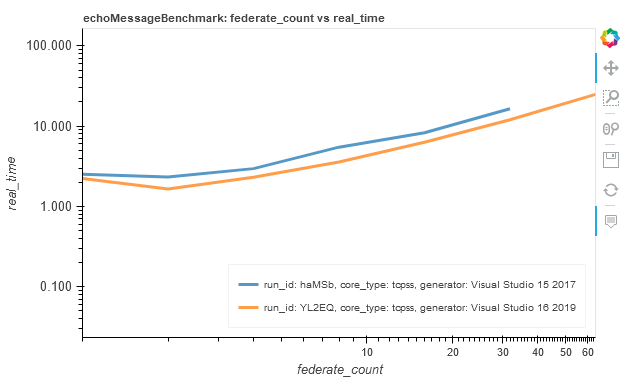 echoMessageBenchmark: federate_count vs real_time
100.000
10.000
1.000
0.100
real_time
run_id: haMSb, core_type: tcpss, generator: Visual Studio 15 2017
run_id: YL2EQ, core_type: tcpss, generator: Visual Studio 16 2019
10 20 30 40 50 60
federate_count